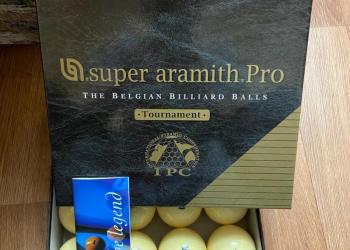 super aramith Pro
THE BELGIAN BILLIARD BALLS
· Tournament ·
IPC
legend